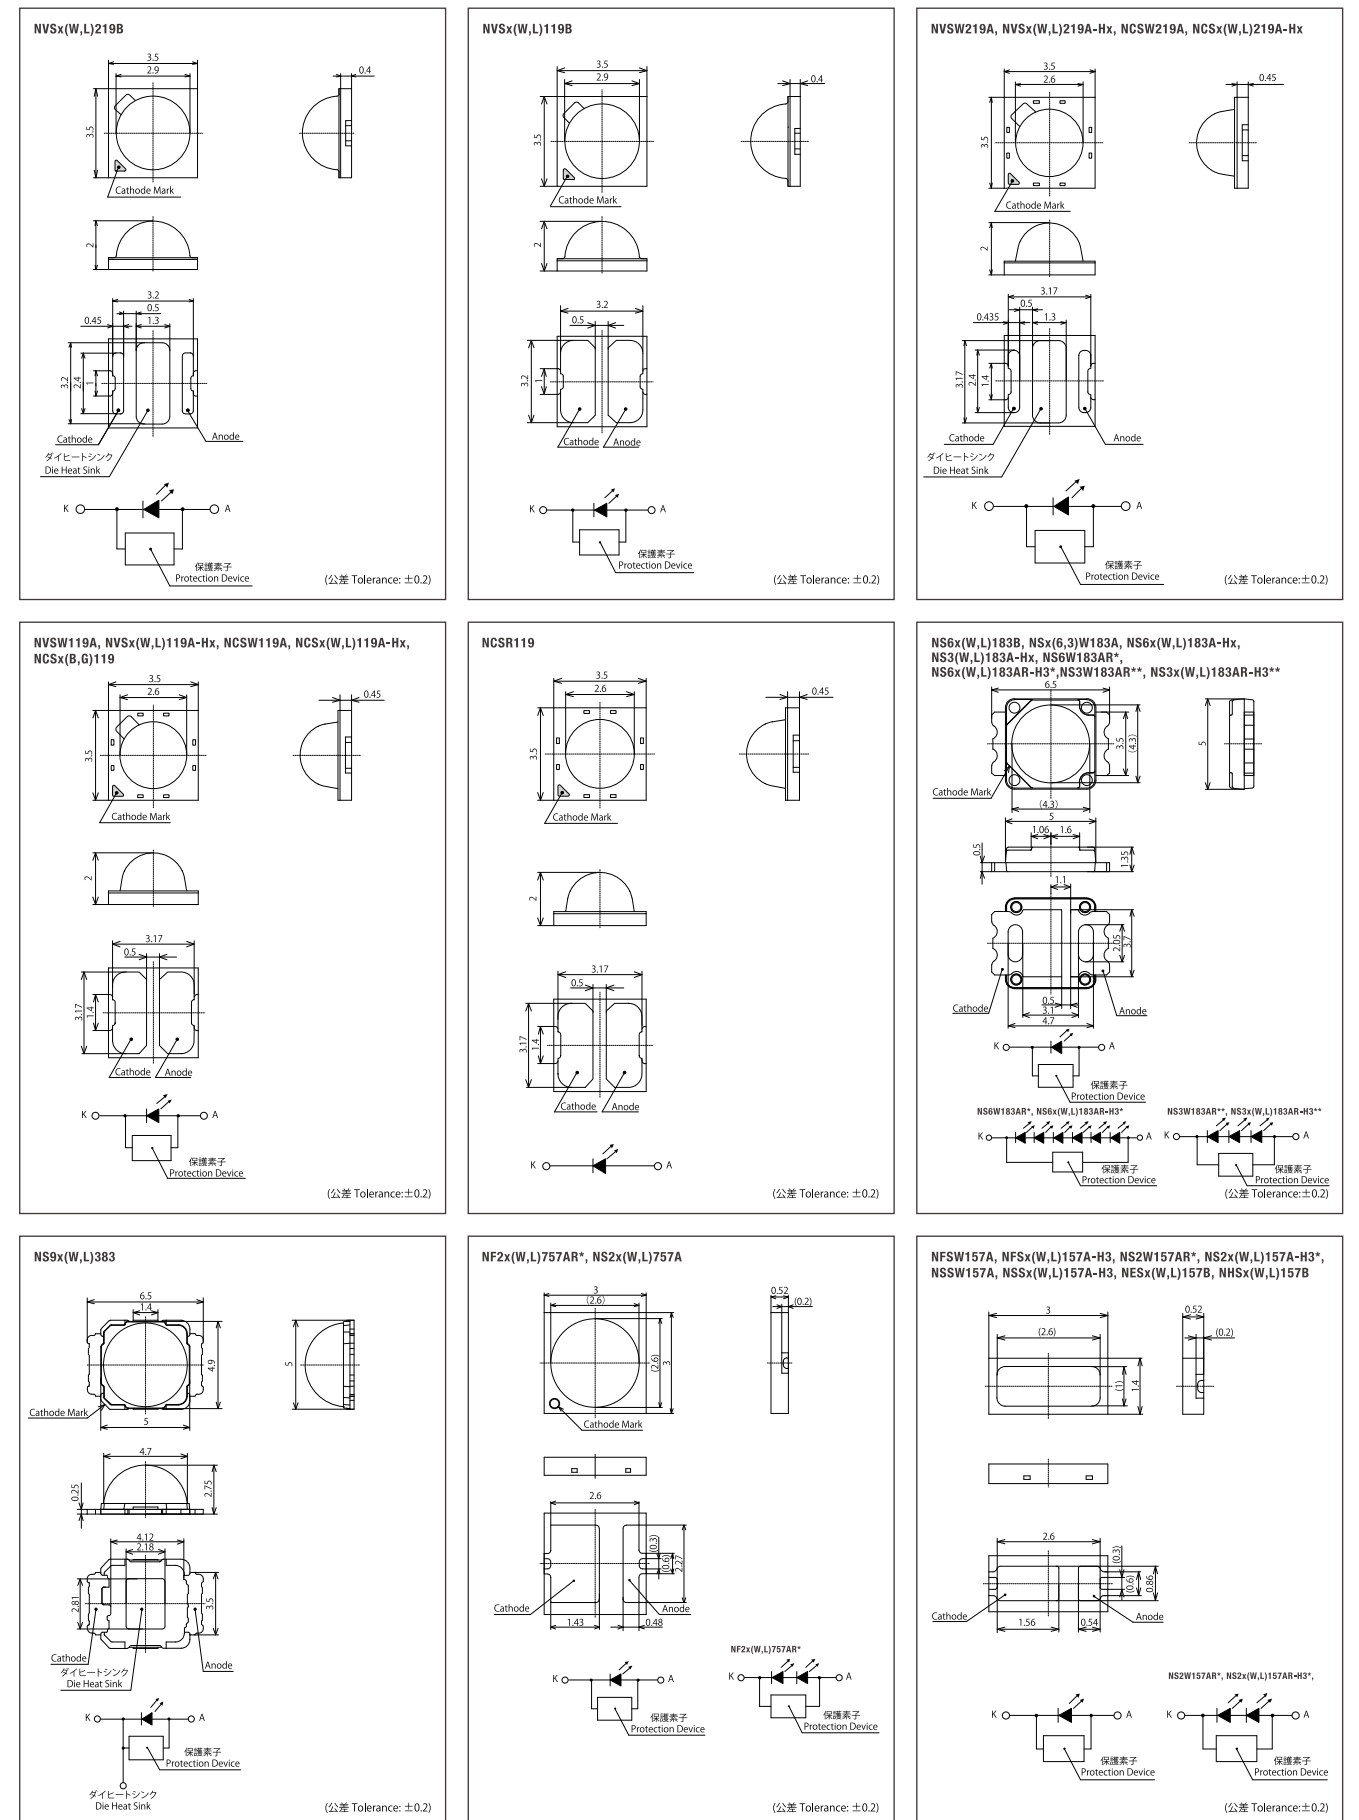 NVSx(W,L)219B
3.5
2.9
0.4
3.5
Cathode Mark
2
3.2
0.5
0.45
1.3
3.2
2.4
1
Cathode
Anode
ダイヒートシンク
Die Heat Sink
K
A
保護素子
Protection Device
(公差 Tolerance: ±0.2)
NVSx(W,L)119B
3.5
2.9
0.4
3.5
Cathode Mark
2
3.2
0.5
3.2
1
Cathode
Anode
K
A
保護素子
Protection Device
(公差 Tolerance: ±0.2)
NVSW219A, NVSx(W,L)219A-Hx, NCSW219A, NCSx(W,L)219A-Hx
3.5
2.6
0.45
3.5
Cathode Mark
2
3.17
0.5
0.435
1.3
3.17
2.4
1.4
Cathode
Anode
ダイヒートシンク
Die Heat Sink
K
A
保護素子
Protection Device
(公差 Tolerance:±0.2)
NVSW119A, NVSx(W,L)119A-Hx, NCSW119A, NCSx(W,L)119A-Hx,
NCSx(B,G)119
3.5
2.6
0.45
3.5
Cathode Mark
2
3.17
0.5
3.17
1.4
Cathode
Anode
K
A
保護素子
Protection Device
(公差 Tolerance:±0.2)
NCSR119
3.5
2.6
0.45
3.5
Cathode Mark
2
3.17
0.5
3.17
1.4
Cathode
Anode
K
A
(公差 Tolerance: ±0.2)
NS6x(W,L)183B, NSx(6,3)W183A, NS6x(W,L)183A-Hx,
NS3(W,L)183A-Hx, NS6W183AR*,
NS6x(W,L)183AR-H3*,NS3W183AR**, NS3x(W,L)183AR-H3**
6.5
3.5
(4.3)
5
Cathode Mark
(4.3)
5
1.06
1.6
0.5
1.35
1.1
2.05
3.7
0.5
3.1
4.7
Cathode
Anode
K
A
保護素子
Protection Device
NS6W183AR*, NS6x(W,L)183AR-H3*
K
A
保護素子
Protection Device
NS3W183AR**, NS3x(W,L)183AR-H3**
K
A
保護素子
Protection Device
(公差 Tolerance:±0.2)
NS9x(W,L)383
6.5
1.4
4.9
5
Cathode Mark
5
4.7
0.25
2.75
4.12
2.18
2.81
3.5
Cathode
Anode
ダイヒートシンク
Die Heat Sink
K
A
保護素子
Protection Device
ダイヒートシンク
Die Heat Sink
(公差 Tolerance: ±0.2)
NF2x(W,L)757AR*, NS2x(W,L)757A
3
(2.6)
0.52
(0.2)
(2.6)
3
Cathode Mark
2.6
(0.3)
(0.6)
2.27
Cathode
Anode
1.43
0.48
K
A
保護素子
Protection Device
NF2x(W,L)757AR*
K
A
保護素子
Protection Device
(公差 Tolerance: ±0.2)
NFSW157A, NFSx(W,L)157A-H3, NS2W157AR*, NS2x(W,L)157A-H3*,
NSSW157A, NSSx(W,L)157A-H3, NESx(W,L)157B, NHSx(W,L)157B
3
(2.6)
0.52
(0.2)
(1)
1.4
2.6
(0.3)
(0.6)
0.86
Cathode
Anode
1.56
0.54
K
A
保護素子
Protection Device
NS2W157AR*, NS2x(W,L)157AR-H3*,
K
A
保護素子
Protection Device
(公差 Tolerance:±0.2)